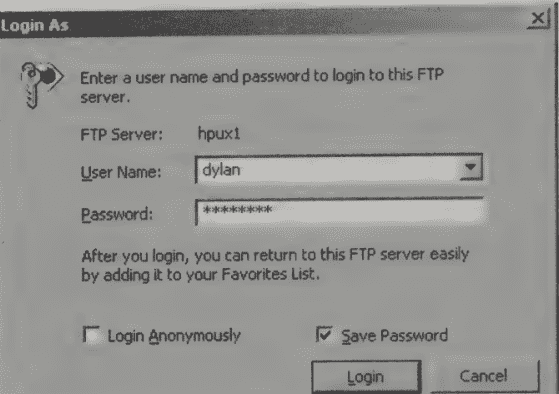 Login As
Enter a user name and password to login to this FTP
server.
FTP Server: hpux1
User Name: dylan
Password: ********
After you login, you can return to this FTP server easily
by adding it to your Favorites List.
Login Anonymously Save Password
Login Cancel